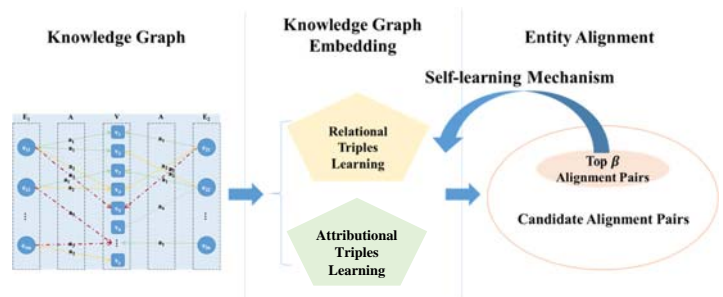 Knowledge Graph
Knowledge Graph
Embedding
Entity Alignment
Self-learning Mechanism
E₁ A V A E₂
Relational
Triples
Learning
Attributional
Triples
Learning
Top β
Alignment Pairs
Candidate Alignment Pairs